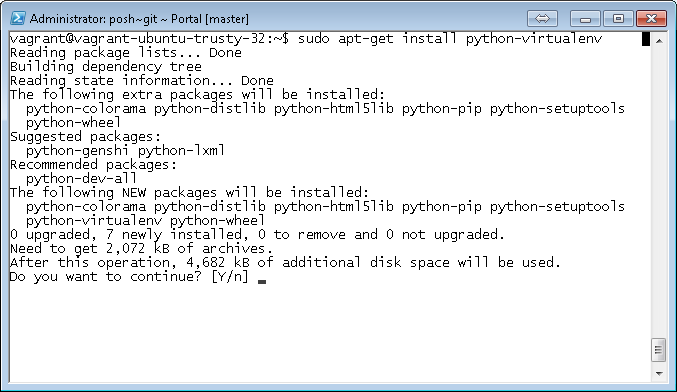 Administrator: posh~git ~ Portal [master]
vagrant@vagrant-ubuntu-trusty-32:~$ sudo apt-get install python-virtualenv
Reading package lists... Done
Building dependency tree
Reading state information... Done
The following extra packages will be installed:
  python-colorama python-distlib python-html5lib python-pip python-setuptools
  python-wheel
Suggested packages:
  python-genshi python-lxml
Recommended packages:
  python-dev-all
The following NEW packages will be installed:
  python-colorama python-distlib python-html5lib python-pip python-setuptools
  python-virtualenv python-wheel
0 upgraded, 7 newly installed, 0 to remove and 0 not upgraded.
Need to get 2,072 kB of archives.
After this operation, 4,682 kB of additional disk space will be used.
Do you want to continue? [Y/n] _